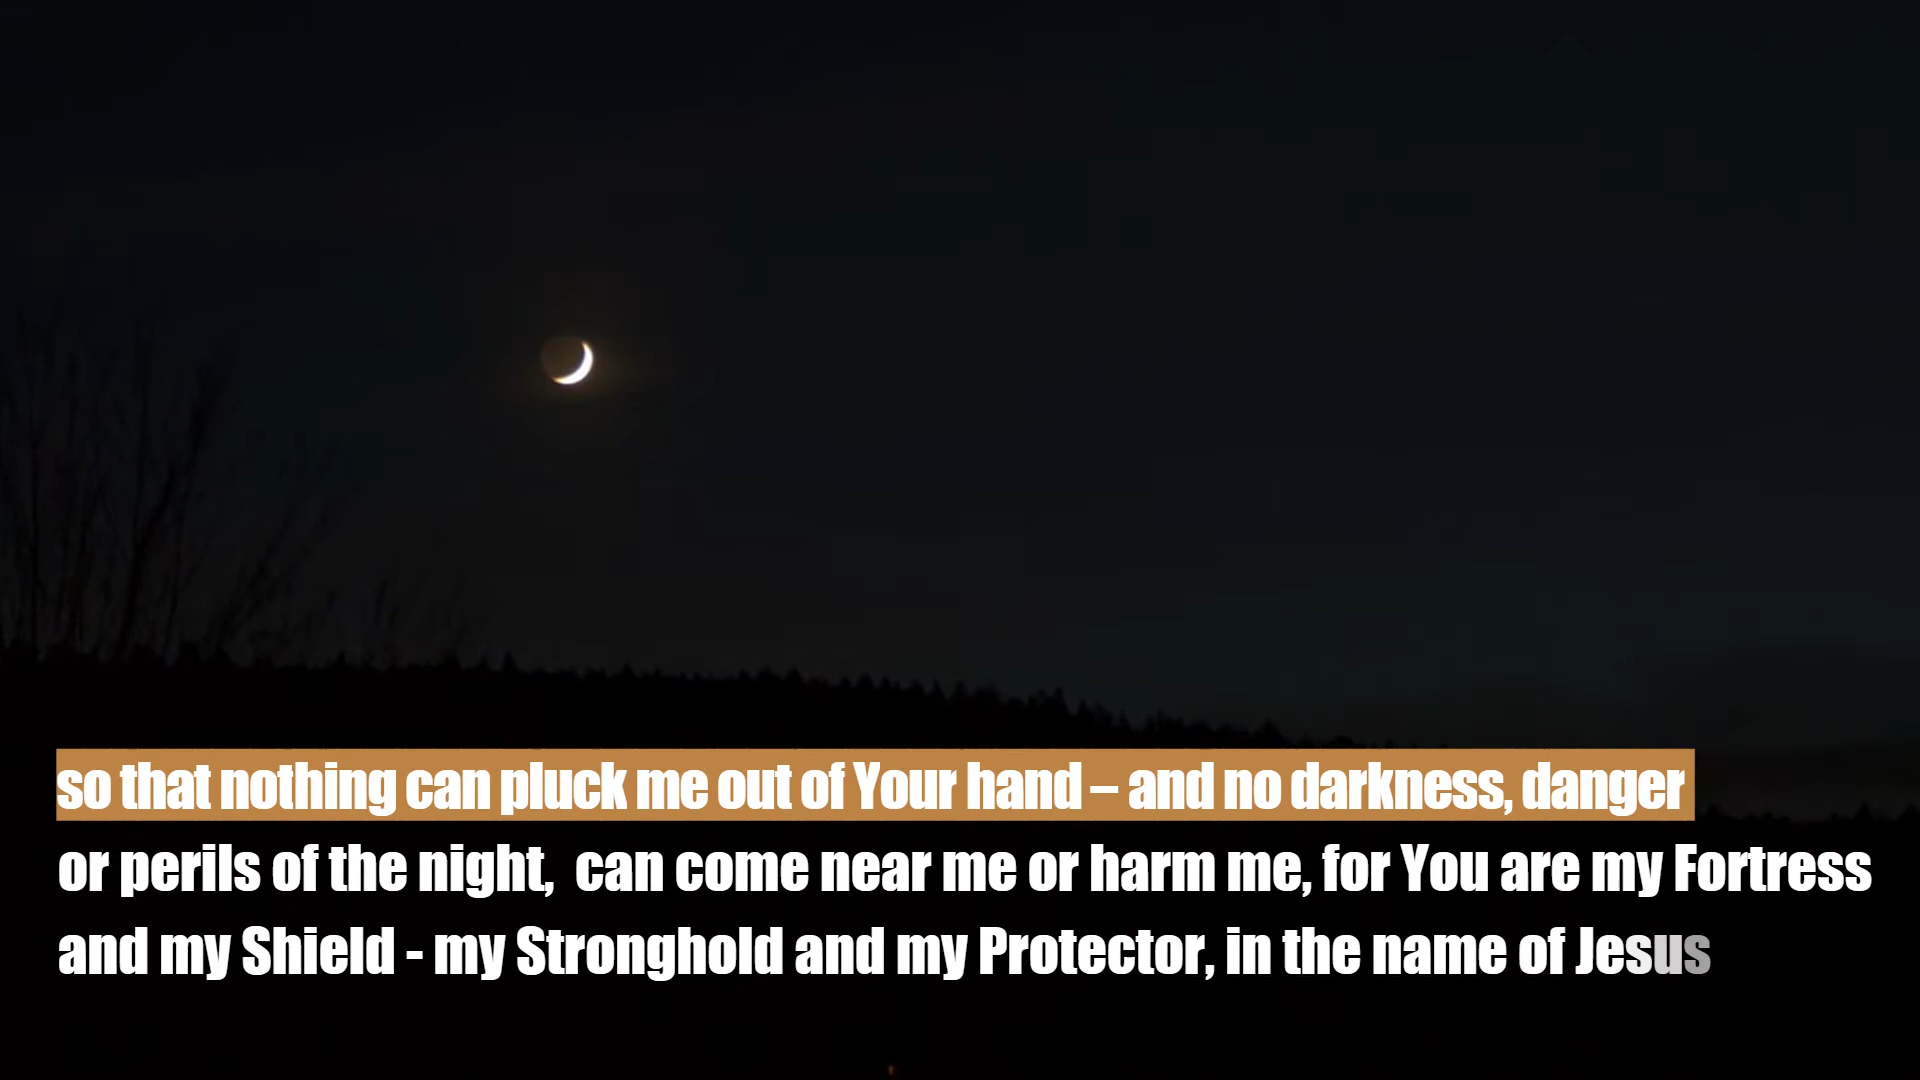 so that nothing can pluck me out of Your hand – and no darkness, danger
or perils of the night,  can come near me or harm me, for You are my Fortress
and my Shield - my Stronghold and my Protector, in the name of Jesus